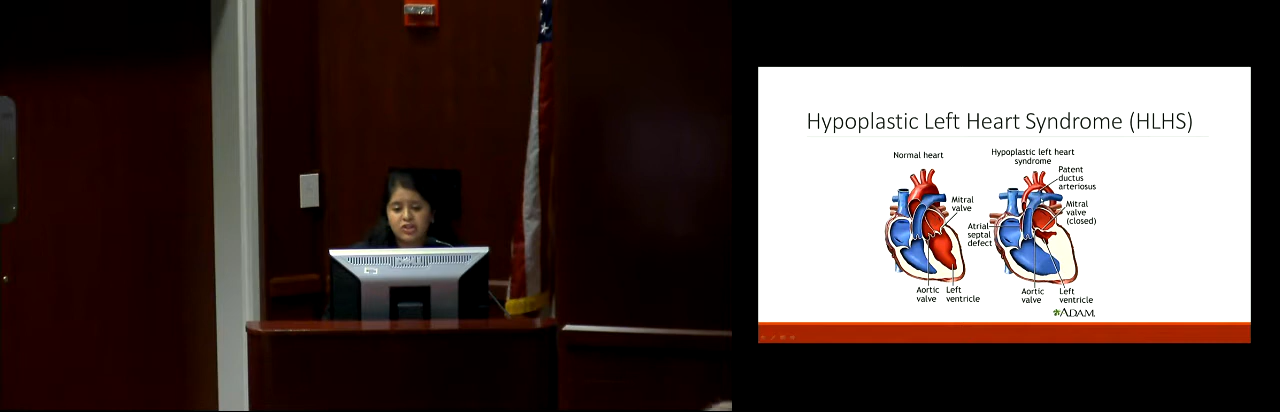 Hypoplastic Left Heart Syndrome (HLHS)
Normal heart
Mitral
valve
Aortic
valve
Left
ventricle
Hypoplastic left heart
syndrome
Patent
ductus
arteriosus
Mitral
valve
(closed)
Atrial
septal
defect
Aortic
valve
Left
ventricle
ADAM.